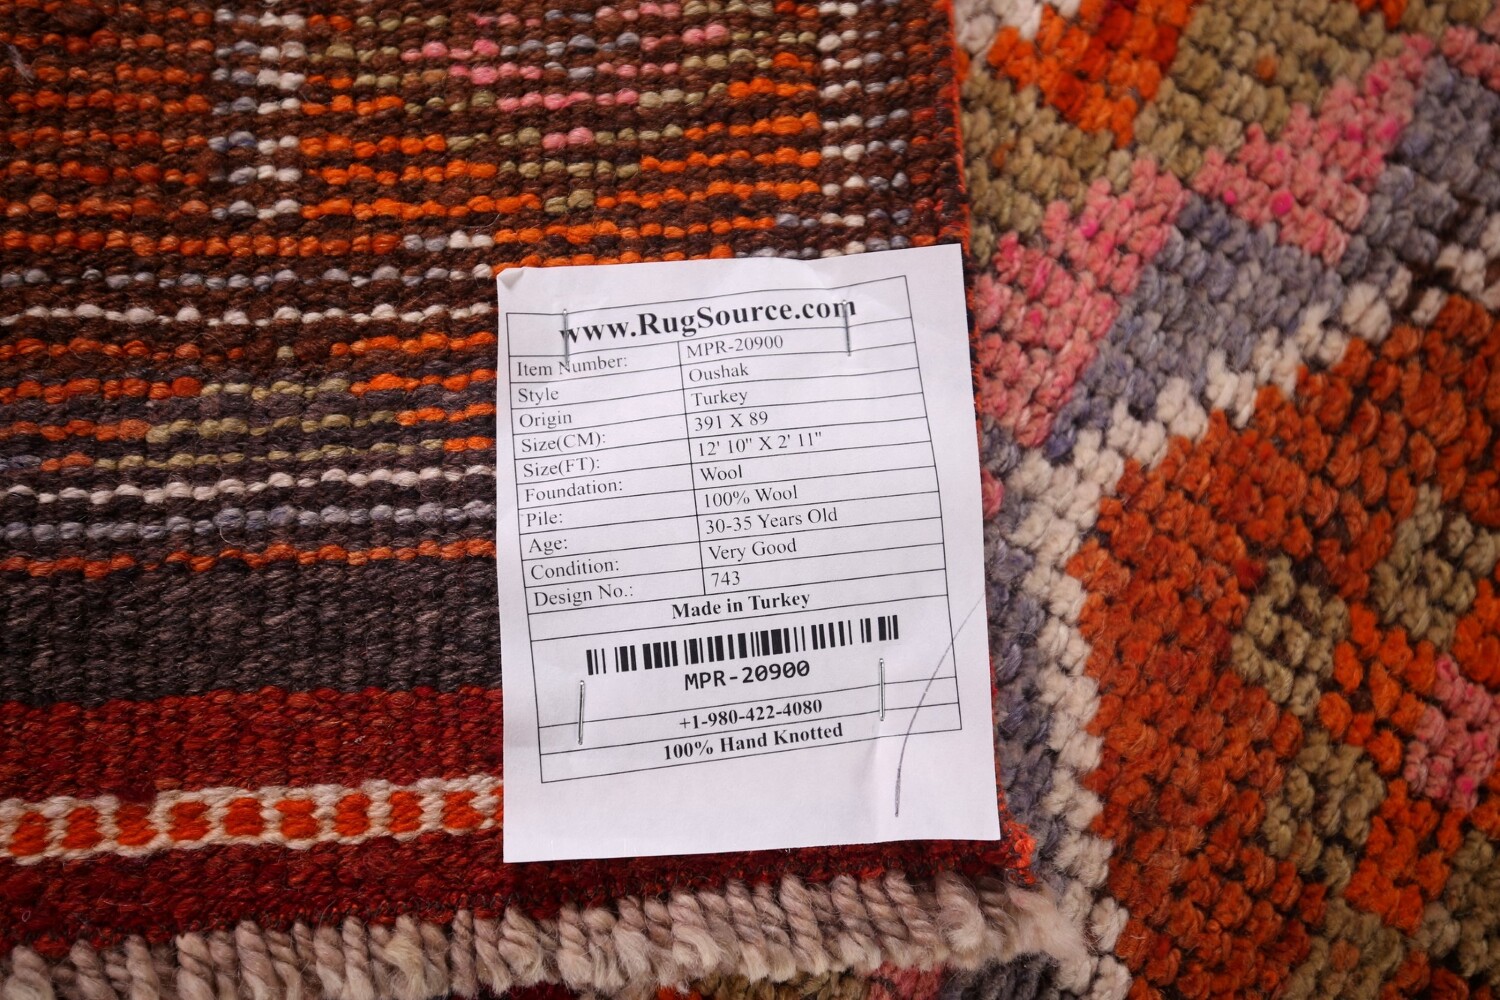 www.RugSource.com
Item Number: MPR-20900
Style Oushak
Origin Turkey
Size(CM): 391 X 89
Size(FT): 12' 10" X 2' 11"
Foundation: Wool
Pile: 100% Wool
Age: 30-35 Years Old
Condition: Very Good
Design No.: 743
Made in Turkey
MPR-20900
+1-980-422-4080
100% Hand Knotted